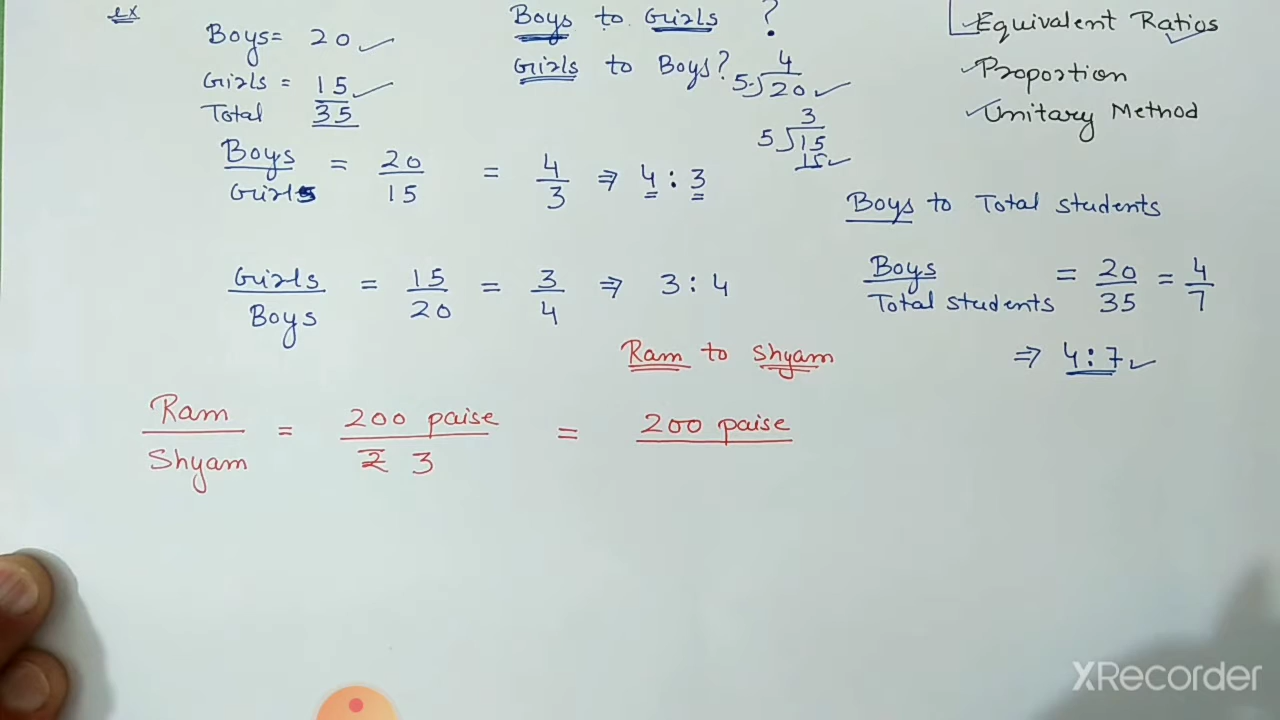 ex
Boys = 20
Girls = 15
Total 35
Boys to Girls ?
Girls to Boys?
5)20 4
5)15 3
15
Equivalent Ratios
Proportion
Unitary Method
Boys/Girls = 20/15 = 4/3 ⇒ 4 : 3
Boys to Total students
Girls/Boys = 15/20 = 3/4 ⇒ 3 : 4
Boys/Total students = 20/35 = 4/7
⇒ 4 : 7
Ram to Shyam
Ram/Shyam = 200 paise/2 3 = 200 paise
XRecorder